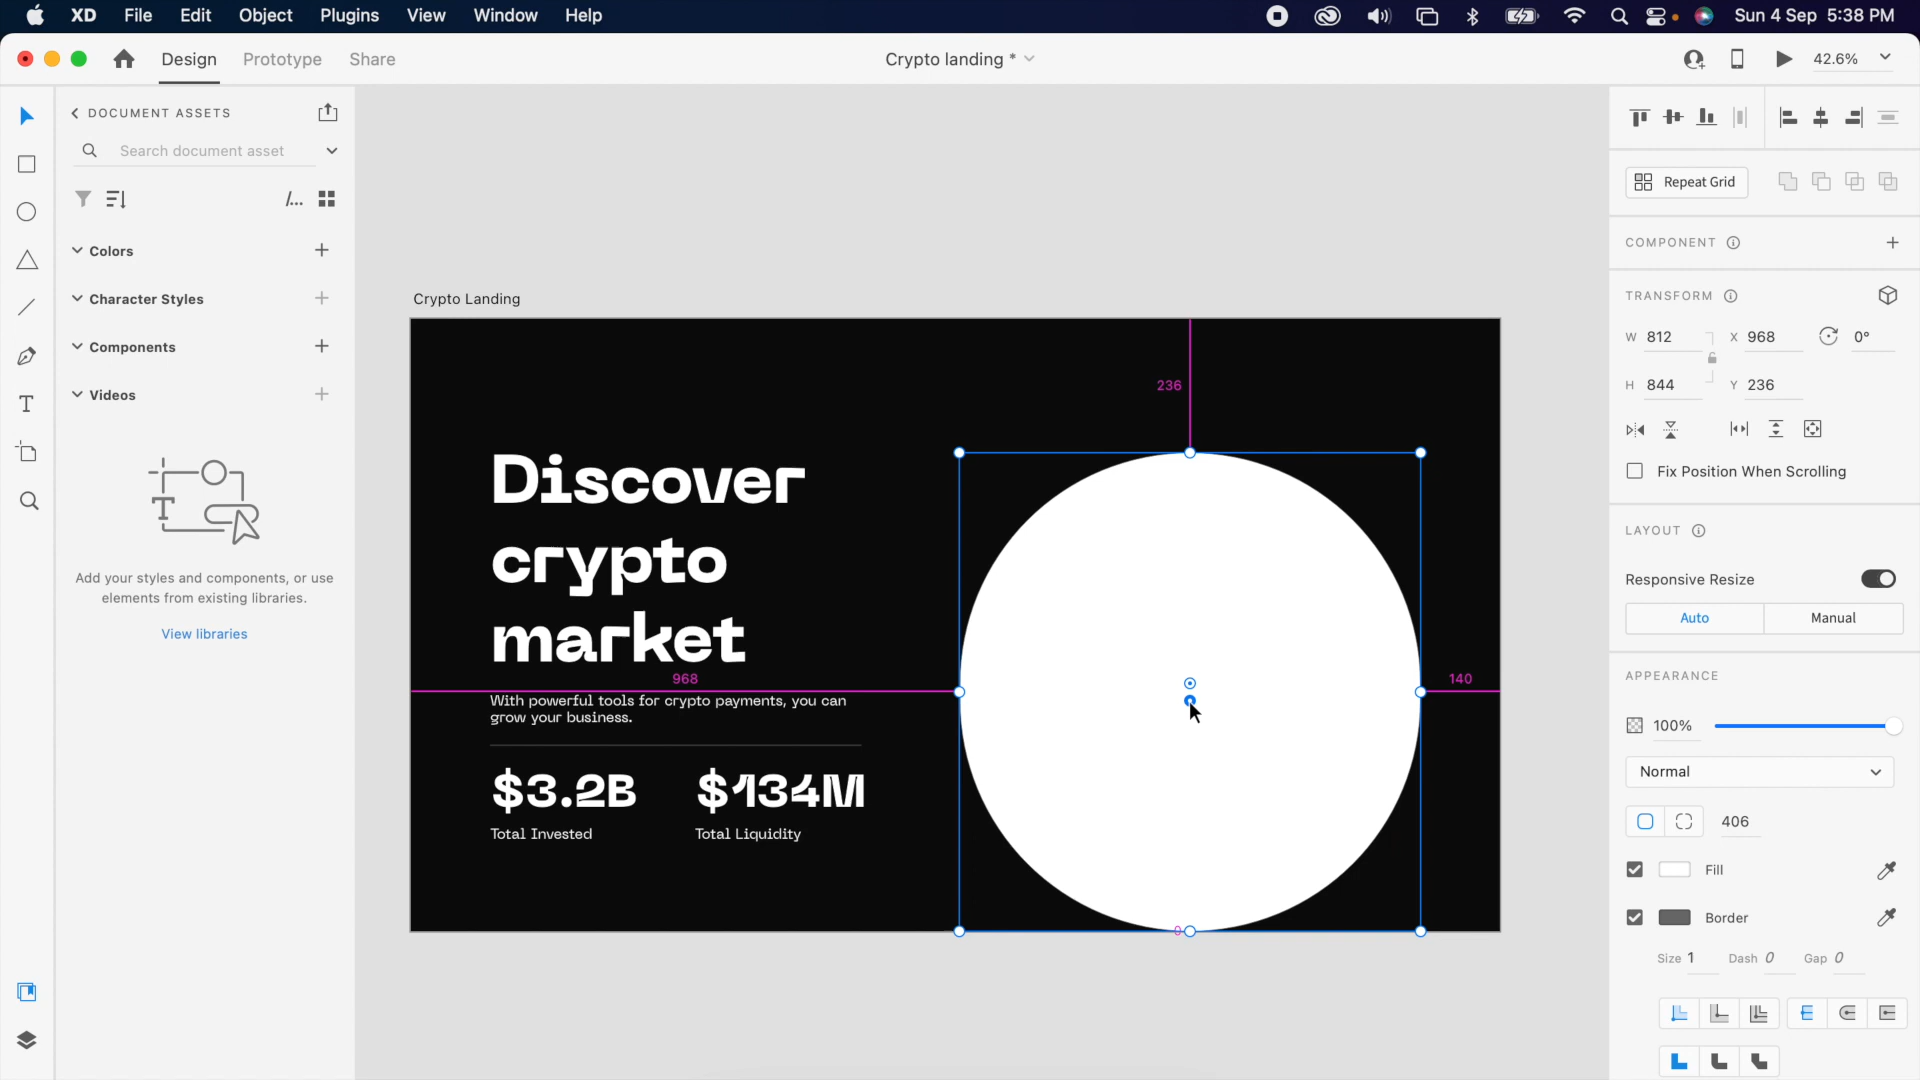 XD File Edit Object Plugins View Window Help Sun 4 Sep 5:38 PM
Design Prototype Share Crypto landing * 42.6%
DOCUMENT ASSETS
Search document asset
/...
Colors
Character Styles
Components
Videos
Add your styles and components, or use
elements from existing libraries.
View libraries
Crypto Landing
236
Discover
crypto
market
968
140
With powerful tools for crypto payments, you can
grow your business.
$3.2B $134M
Total Invested Total Liquidity
0
Repeat Grid
COMPONENT
TRANSFORM
W 812 X 968 0°
H 844 Y 236
Fix Position When Scrolling
LAYOUT
Responsive Resize
Auto Manual
APPEARANCE
100%
Normal
406
Fill
Border
Size 1 Dash 0 Gap 0